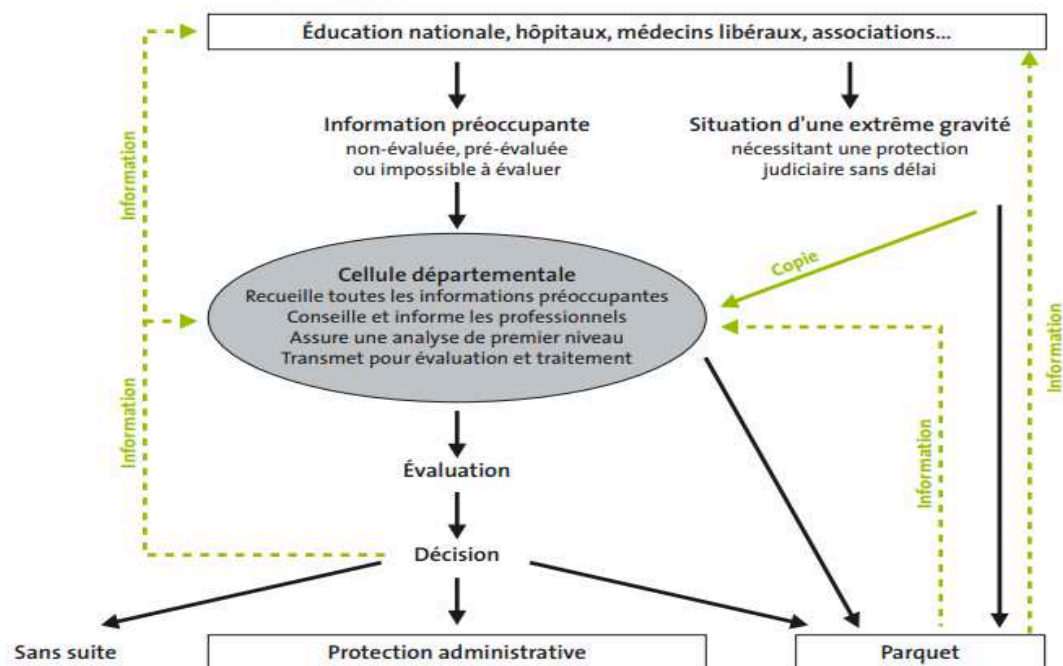 Éducation nationale, hôpitaux, médecins libéraux, associations...
Information préoccupante
non-évaluée, pré-évaluée
ou impossible à évaluer
Situation d'une extrême gravité
nécessitant une protection
judiciaire sans délai
Information
Copie
Cellule départementale
Recueille toutes les informations préoccupantes
Conseille et informe les professionnels
Assure une analyse de premier niveau
Transmet pour évaluation et traitement
Information
Information
Information
Évaluation
Décision
Sans suite
Protection administrative
Parquet